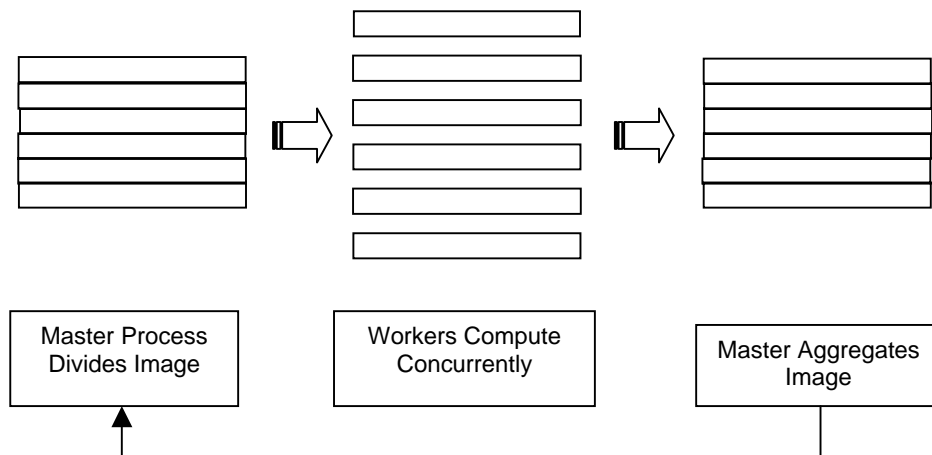 Master Process
Divides Image
Workers Compute
Concurrently
Master Aggregates
Image